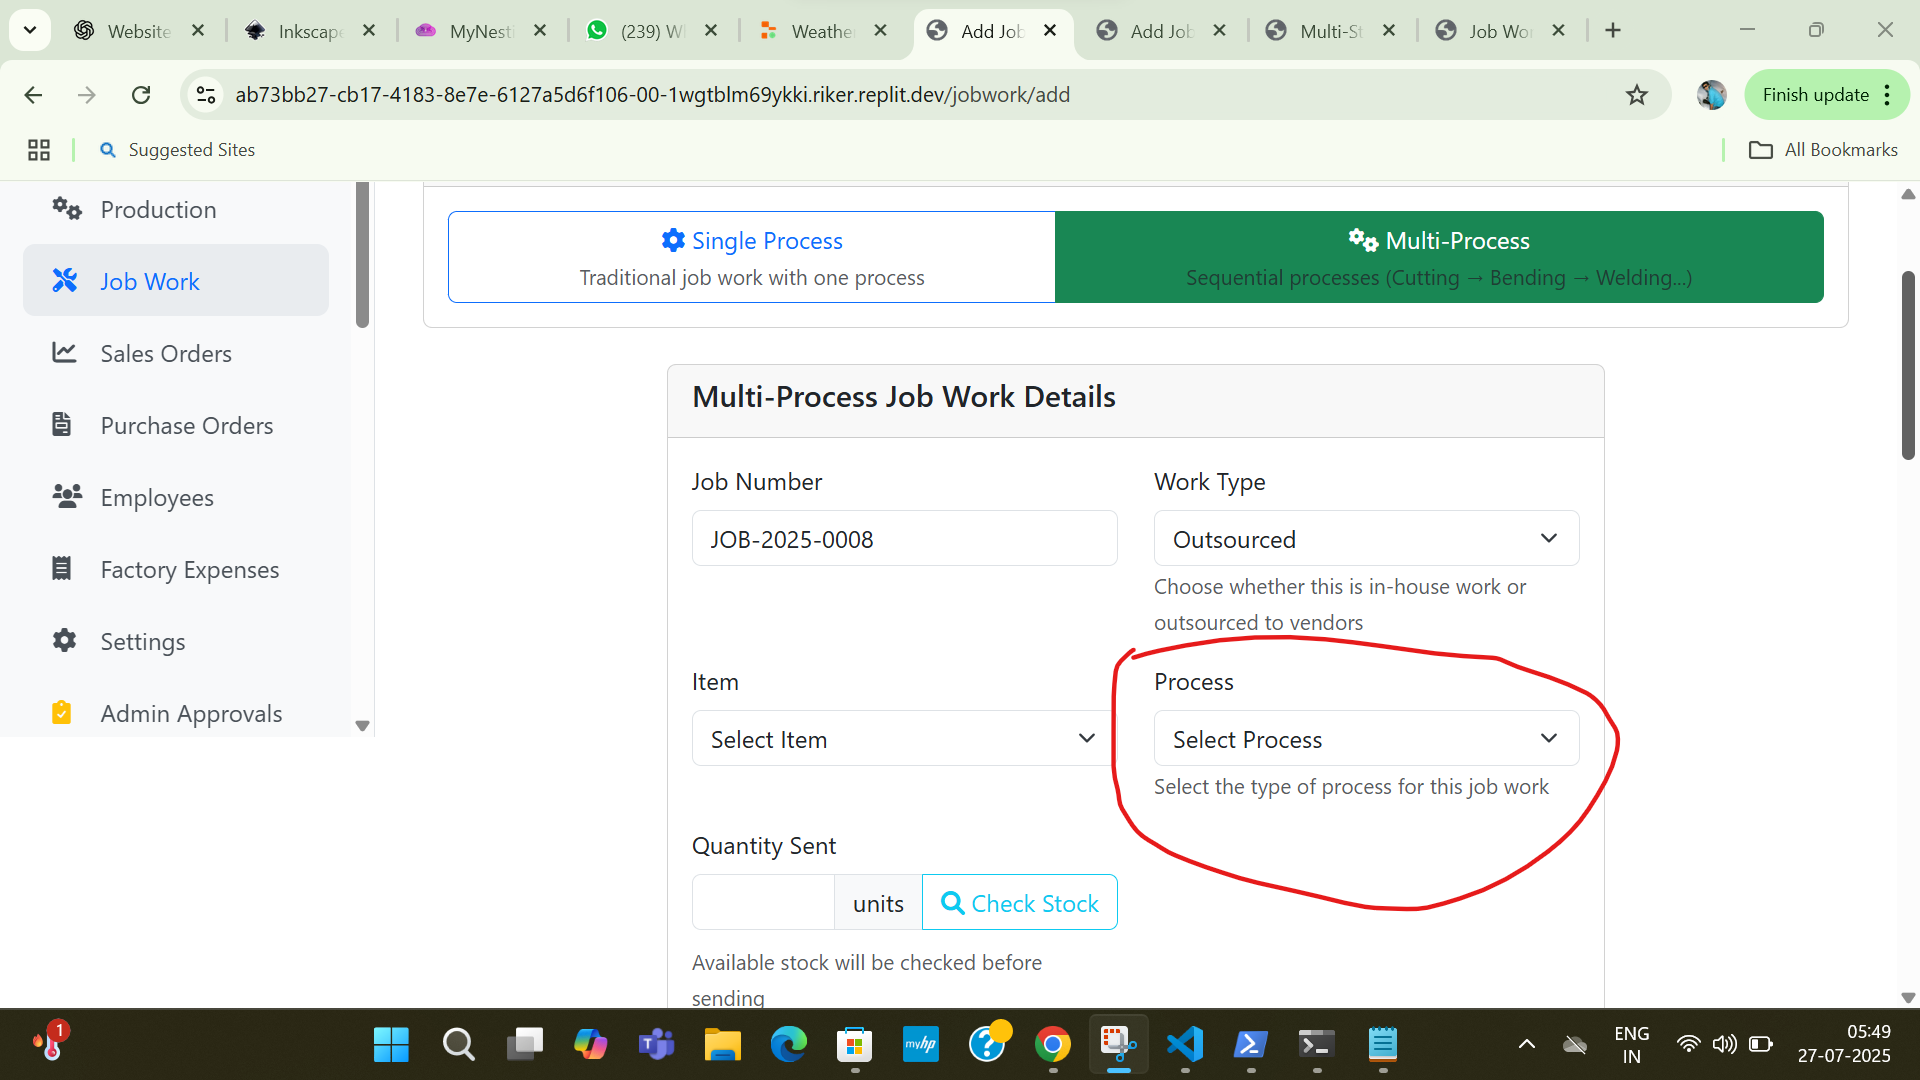 Website
Inkscape
MyNesti
(239) W
Weather
Add Job
Add Job
Multi-St
Job Wor
ab73bb27-cb17-4183-8e7e-6127a5d6f106-00-1wgtblm69ykki.riker.replit.dev/jobwork/add
Finish update
Suggested Sites
All Bookmarks
Production
Job Work
Sales Orders
Purchase Orders
Employees
Factory Expenses
Settings
Admin Approvals
Single Process
Traditional job work with one process
Multi-Process
Sequential processes (Cutting → Bending → Welding...)
Multi-Process Job Work Details
Job Number
JOB-2025-0008
Work Type
Outsourced
Choose whether this is in-house work or
outsourced to vendors
Item
Select Item
Process
Select Process
Select the type of process for this job work
Quantity Sent
units
Check Stock
Available stock will be checked before
sending
1
myhp
ENG
IN
05:49
27-07-2025